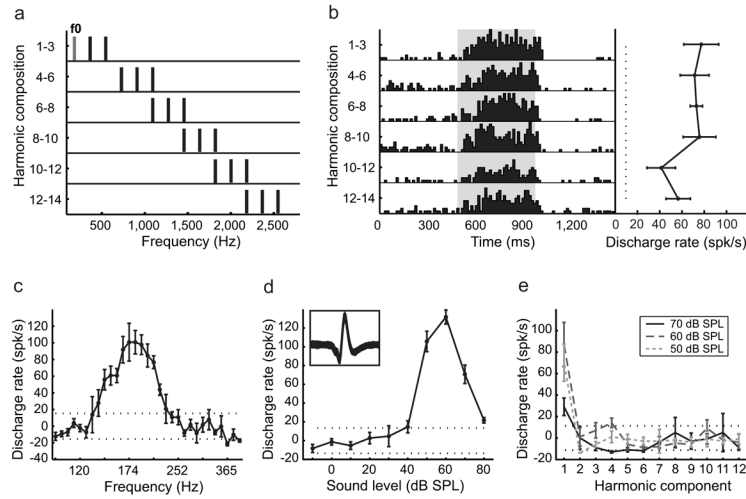 a
f0
Harmonic composition
1-3
4-6
6-8
8-10
10-12
12-14
500 1,000 1,500 2,000 2,500
Frequency (Hz)
b
Harmonic composition
1-3
4-6
6-8
8-10
10-12
12-14
0 300 600 900 1,200
Time (ms)
0 20 40 60 80 100
Discharge rate (spk/s)
c
Discharge rate (spk/s)
120
100
80
60
40
20
0
-20
-40
120 174 252 365
Frequency (Hz)
d
Discharge rate (spk/s)
120
100
80
60
40
20
0
-20
0 20 40 60 80
Sound level (dB SPL)
e
70 dB SPL
60 dB SPL
50 dB SPL
Discharge rate (spk/s)
100
80
60
40
20
0
-20
1 2 3 4 5 6 7 8 9 10 11 12
Harmonic component